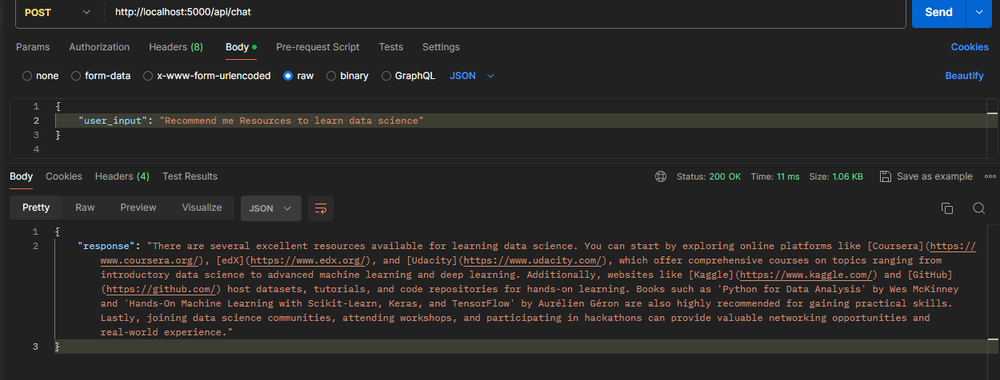 POST http://localhost:5000/api/chat Send
Params Authorization Headers (8) Body Pre-request Script Tests Settings Cookies
none form-data x-www-form-urlencoded raw binary GraphQL JSON Beautify
1 {
2 "user_input": "Recommend me Resources to learn data science"
3 }
4
Body Cookies Headers (4) Test Results Status: 200 OK Time: 11 ms Size: 1.06 KB Save as example
Pretty Raw Preview Visualize JSON
1 {
2 "response": "There are several excellent resources available for learning data science. You can start by exploring online platforms like [Coursera](https://
www.coursera.org/), [edX](https://www.edx.org/), and [Udacity](https://www.udacity.com/), which offer comprehensive courses on topics ranging from
introductory data science to advanced machine learning and deep learning. Additionally, websites like [Kaggle](https://www.kaggle.com/) and [GitHub]
(https://github.com/) host datasets, tutorials, and code repositories for hands-on learning. Books such as 'Python for Data Analysis' by Wes McKinney
and 'Hands-On Machine Learning with Scikit-Learn, Keras, and TensorFlow' by Aurélien Géron are also highly recommended for gaining practical skills.
Lastly, joining data science communities, attending workshops, and participating in hackathons can provide valuable networking opportunities and
real-world experience."
3 }